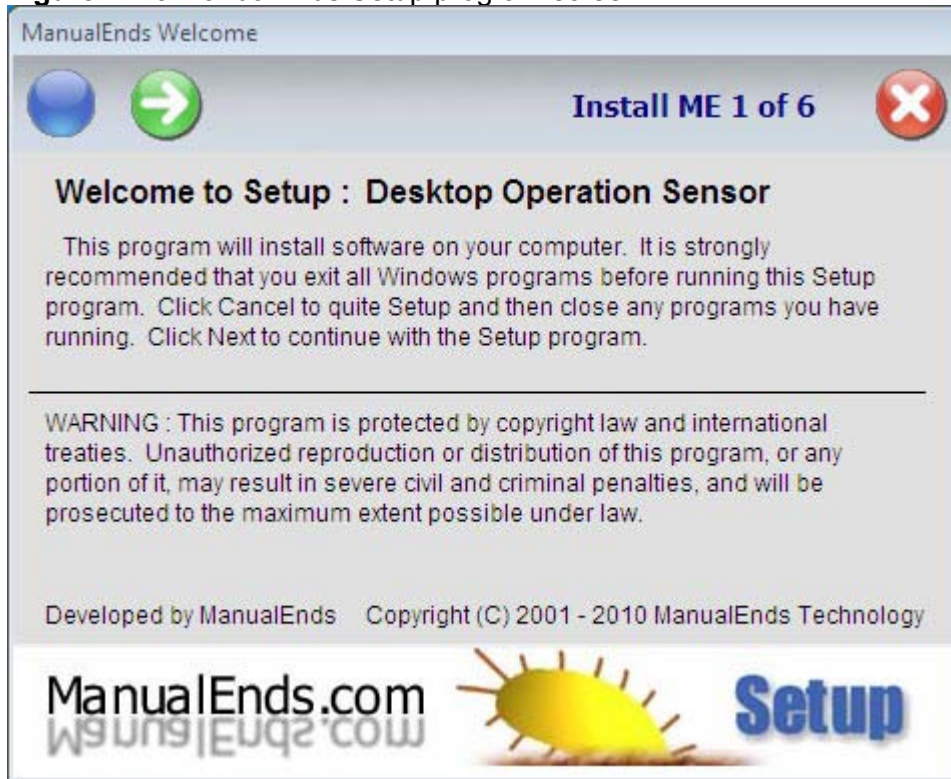 ManualEnds Welcome
Install ME 1 of 6
Welcome to Setup : Desktop Operation Sensor
This program will install software on your computer. It is strongly
recommended that you exit all Windows programs before running this Setup
program. Click Cancel to quite Setup and then close any programs you have
running. Click Next to continue with the Setup program.
WARNING : This program is protected by copyright law and international
treaties. Unauthorized reproduction or distribution of this program, or any
portion of it, may result in severe civil and criminal penalties, and will be
prosecuted to the maximum extent possible under law.
Developed by ManualEnds Copyright (C) 2001 - 2010 ManualEnds Technology
ManualEnds.com
Setup